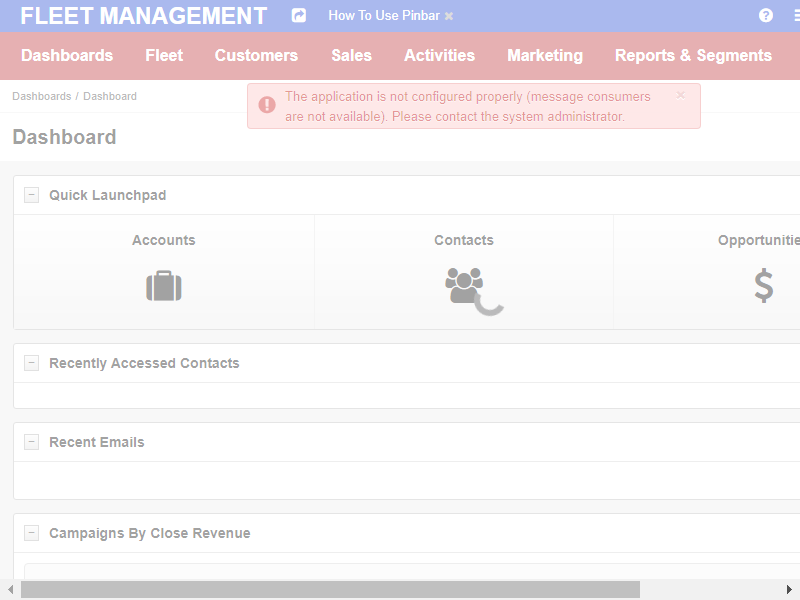 FLEET MANAGEMENT
How To Use Pinbar ×
Dashboards Fleet Customers Sales Activities Marketing Reports & Segments
Dashboards / Dashboard
The application is not configured properly (message consumers ×
are not available). Please contact the system administrator.
Dashboard
Quick Launchpad
Accounts Contacts Opportunitie
Recently Accessed Contacts
Recent Emails
Campaigns By Close Revenue